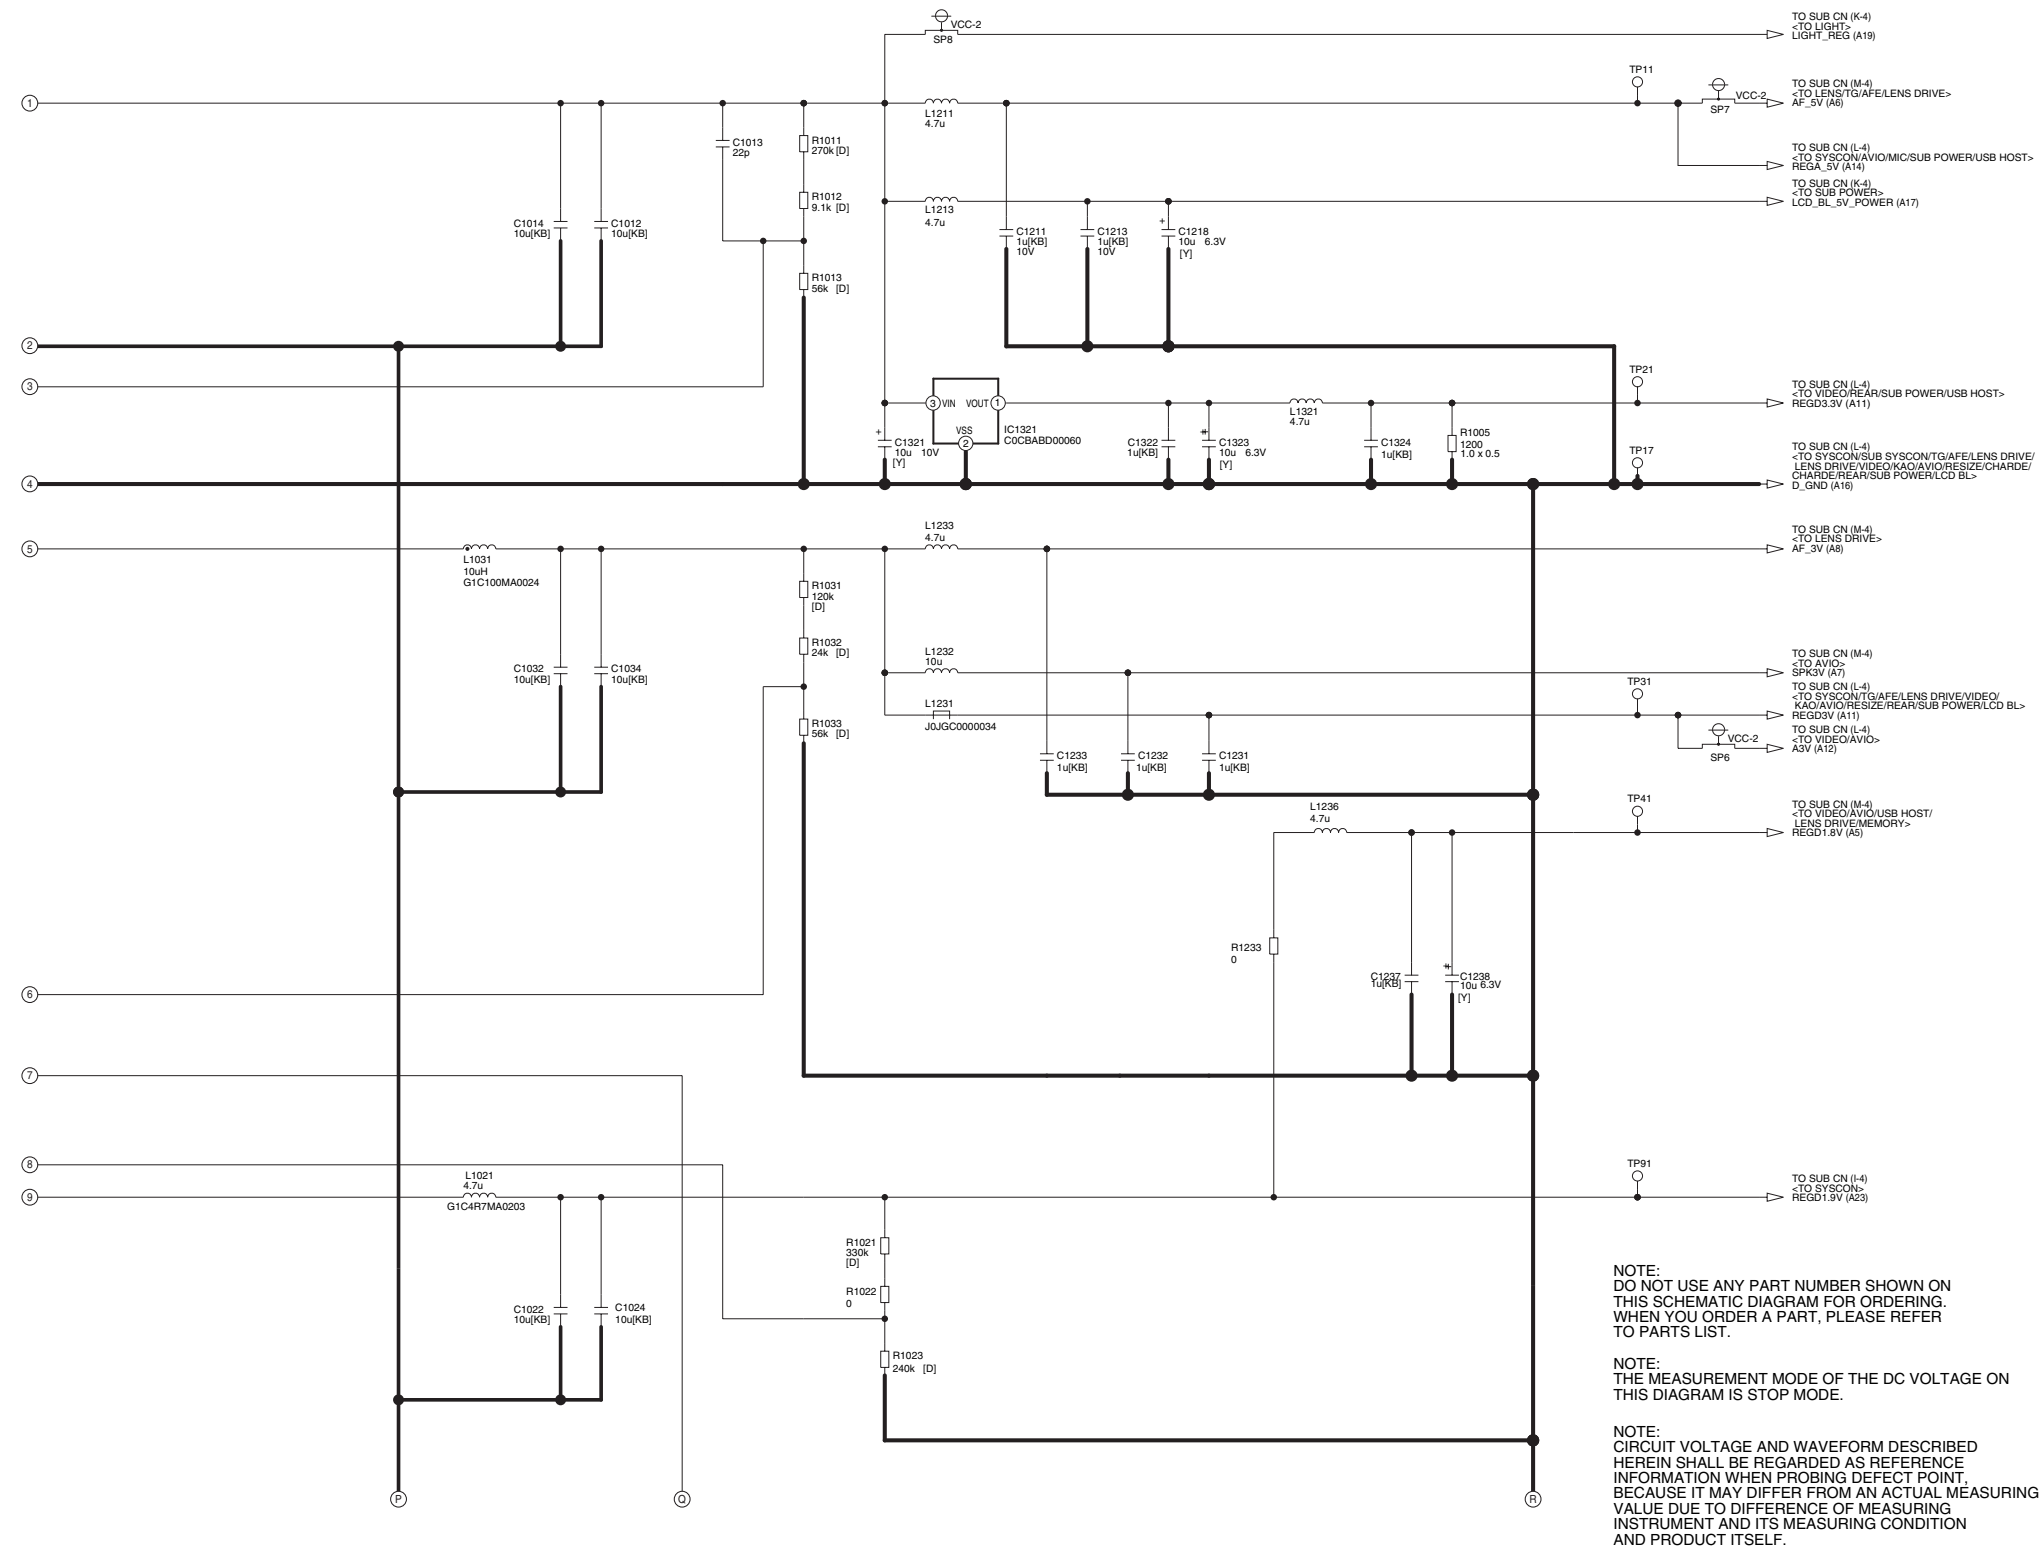 VCC-2
SP8
TO SUB CN (K-4)
<TO LIGHT>
LIGHT_REG (A19)
1
TP11
VCC-2
SP7
TO SUB CN (M-4)
<TO LENS/TG/AFE/LENS DRIVE>
AF_5V (A6)
L1211
4.7u
C1013
22p
R1011
270k [D]
TO SUB CN (L-4)
<TO SYSCON/AVIO/MIC/SUB POWER/USB HOST>
REGA_5V (A14)
R1012
9.1k [D]
L1213
4.7u
TO SUB CN (K-4)
<TO SUB POWER>
LCD_BL_5V_POWER (A17)
C1014
10u[KB]
C1012
10u[KB]
C1211
1u[KB]
10V
C1213
1u[KB]
10V
+
C1218
10u 6.3V
[Y]
R1013
56k [D]
2
3
TP21
TO SUB CN (L-4)
<TO VIDEO/REAR/SUB POWER/USB HOST>
REGD3.3V (A11)
3 VIN VOUT 1
VSS
2
IC1321
C0CBABD00060
L1321
4.7u
+
C1321
10u 10V
[Y]
C1322
1u[KB]
+
C1323
10u 6.3V
[Y]
C1324
1u[KB]
R1005
1200
1.0 x 0.5
TP17
TO SUB CN (L-4)
<TO SYSCON/SUB SYSCON/TG/AFE/LENS DRIVE/
LENS DRIVE/VIDEO/KAO/AVIO/RESIZE/CHARDE/
CHARDE/REAR/SUB POWER/LCD BL>
D_GND (A16)
4
L1233
4.7u
TO SUB CN (M-4)
<TO LENS DRIVE>
AF_3V (A8)
5
L1031
10uH
G1C100MA0024
R1031
120k
[D]
R1032
24k [D]
C1032
10u[KB]
C1034
10u[KB]
L1232
10u
TO SUB CN (M-4)
<TO AVIO>
SPK3V (A7)
TP31
TO SUB CN (L-4)
<TO SYSCON/TG/AFE/LENS DRIVE/VIDEO/
KAO/AVIO/RESIZE/REAR/SUB POWER/LCD BL>
REGD3V (A11)
L1231
J0JGC0000034
R1033
56k [D]
VCC-2
SP6
TO SUB CN (L-4)
<TO VIDEO/AVIO>
A3V (A12)
C1233
1u[KB]
C1232
1u[KB]
C1231
1u[KB]
L1236
4.7u
TP41
TO SUB CN (M-4)
<TO VIDEO/AVIO/USB HOST/
LENS DRIVE/MEMORY>
REGD1.8V (A5)
R1233
0
C1237
1u[KB]
+
C1238
10u 6.3V
[Y]
6
7
8
L1021
4.7u
G1C4R7MA0203
9
TP91
TO SUB CN (I-4)
<TO SYSCON>
REGD1.9V (A23)
R1021
330k
[D]
R1022
0
C1022
10u[KB]
C1024
10u[KB]
R1023
240k [D]
NOTE:
DO NOT USE ANY PART NUMBER SHOWN ON
THIS SCHEMATIC DIAGRAM FOR ORDERING.
WHEN YOU ORDER A PART, PLEASE REFER
TO PARTS LIST.
NOTE:
THE MEASUREMENT MODE OF THE DC VOLTAGE ON
THIS DIAGRAM IS STOP MODE.
NOTE:
CIRCUIT VOLTAGE AND WAVEFORM DESCRIBED
HEREIN SHALL BE REGARDED AS REFERENCE
INFORMATION WHEN PROBING DEFECT POINT,
BECAUSE IT MAY DIFFER FROM AN ACTUAL MEASURING
VALUE DUE TO DIFFERENCE OF MEASURING
INSTRUMENT AND ITS MEASURING CONDITION
AND PRODUCT ITSELF.
P
Q
R